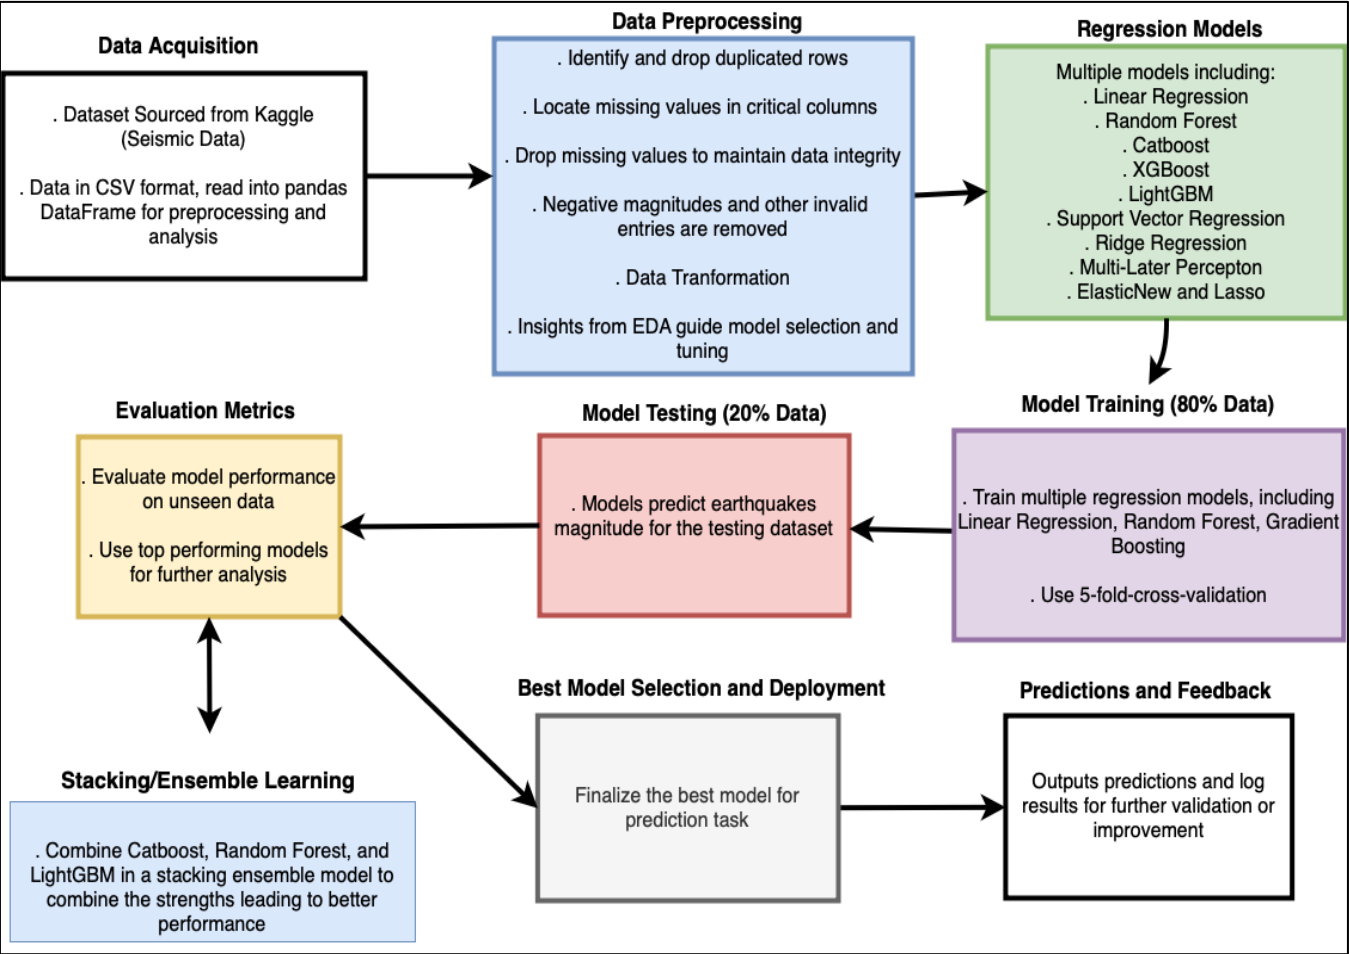 Data Acquisition
. Dataset Sourced from Kaggle
(Seismic Data)
. Data in CSV format, read into pandas
DataFrame for preprocessing and
analysis
Data Preprocessing
. Identify and drop duplicated rows
. Locate missing values in critical columns
. Drop missing values to maintain data integrity
. Negative magnitudes and other invalid
entries are removed
. Data Tranformation
. Insights from EDA guide model selection and
tuning
Regression Models
Multiple models including:
. Linear Regression
. Random Forest
. Catboost
. XGBoost
. LightGBM
. Support Vector Regression
. Ridge Regression
. Multi-Later Percepton
. ElasticNew and Lasso
Model Training (80% Data)
. Train multiple regression models, including
Linear Regression, Random Forest, Gradient
Boosting
. Use 5-fold-cross-validation
Model Testing (20% Data)
. Models predict earthquakes
magnitude for the testing dataset
Evaluation Metrics
. Evaluate model performance
on unseen data
. Use top performing models
for further analysis
Stacking/Ensemble Learning
. Combine Catboost, Random Forest, and
LightGBM in a stacking ensemble model to
combine the strengths leading to better
performance
Best Model Selection and Deployment
Finalize the best model for
prediction task
Predictions and Feedback
Outputs predictions and log
results for further validation or
improvement